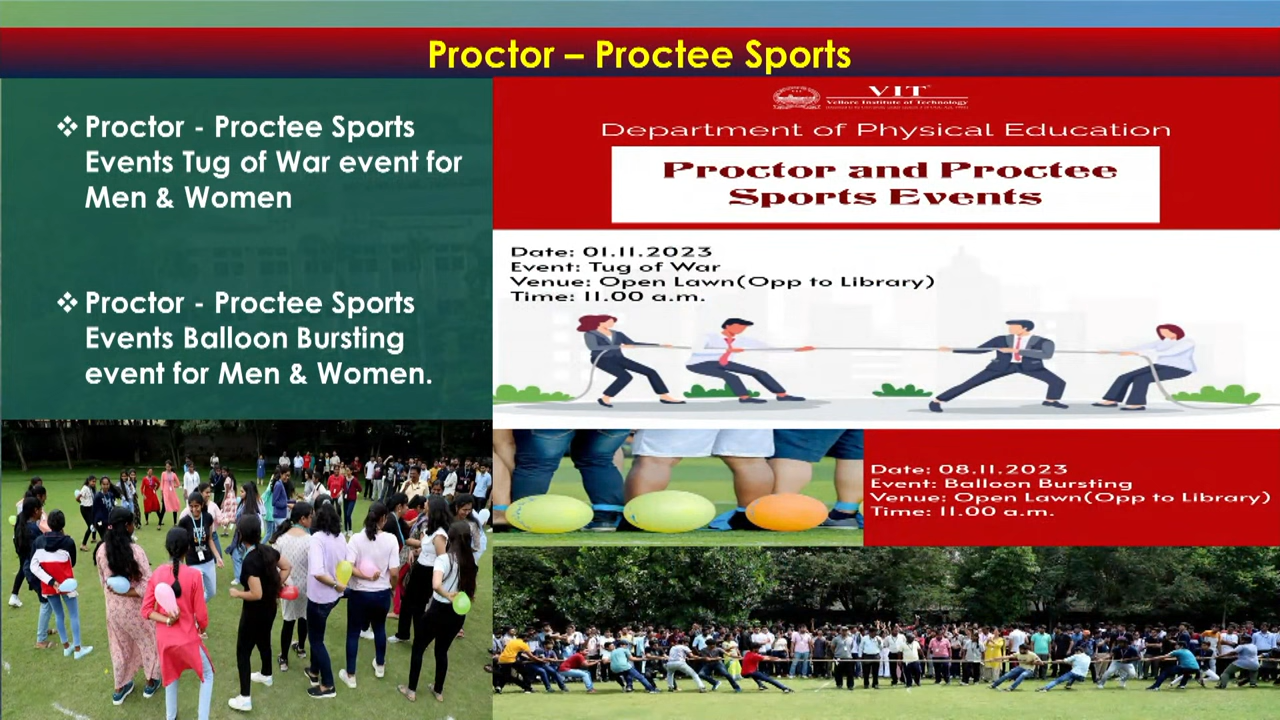 Proctor – Proctee Sports
❖ Proctor - Proctee Sports
Events Tug of War event for
Men & Women
❖ Proctor - Proctee Sports
Events Balloon Bursting
event for Men & Women.
VIT
Vellore Institute of Technology
Department of Physical Education
Proctor and Proctee
Sports Events
Date: 01.11.2023
Event: Tug of War
Venue: Open Lawn(Opp to Library)
Time: 11.00 a.m.
Date: 08.11.2023
Event: Balloon Bursting
Venue: Open Lawn(Opp to Library)
Time: 11.00 a.m.